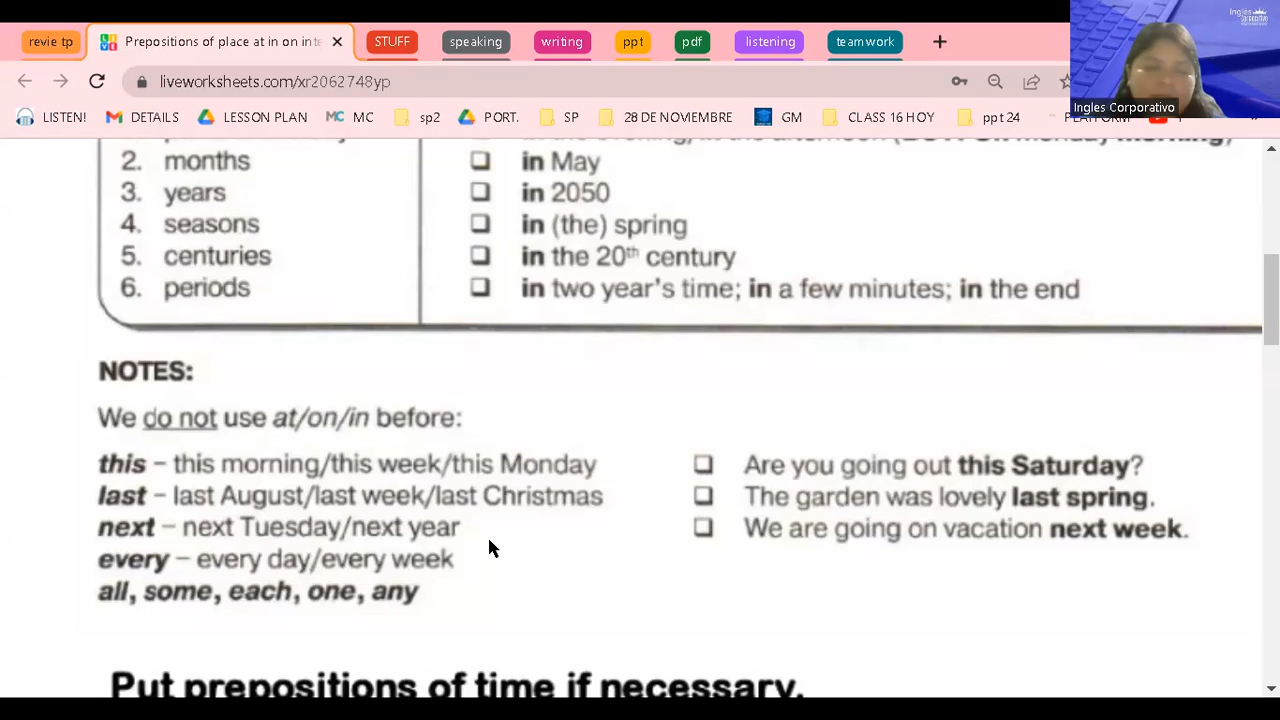 revie tp
Prepositions of place at in on inte
STUFF
speaking
writing
ppt
pdf
listening
teamwork
Ingles
liveworksheets.com/xr2062748yp
Ingles Corporativo
LISTEN!
DETAILS
LESSON PLAN
MC
sp2
PORT.
SP
28 DE NOVIEMBRE
GM
CLASS 16 HOY
ppt 24
2. months
in May
3. years
in 2050
4. seasons
in (the) spring
5. centuries
in the 20th century
6. periods
in two year's time; in a few minutes; in the end
NOTES:
We do not use at/on/in before:
this – this morning/this week/this Monday
Are you going out this Saturday?
last – last August/last week/last Christmas
The garden was lovely last spring.
next – next Tuesday/next year
We are going on vacation next week.
every – every day/every week
all, some, each, one, any
Put prepositions of time if necessary.